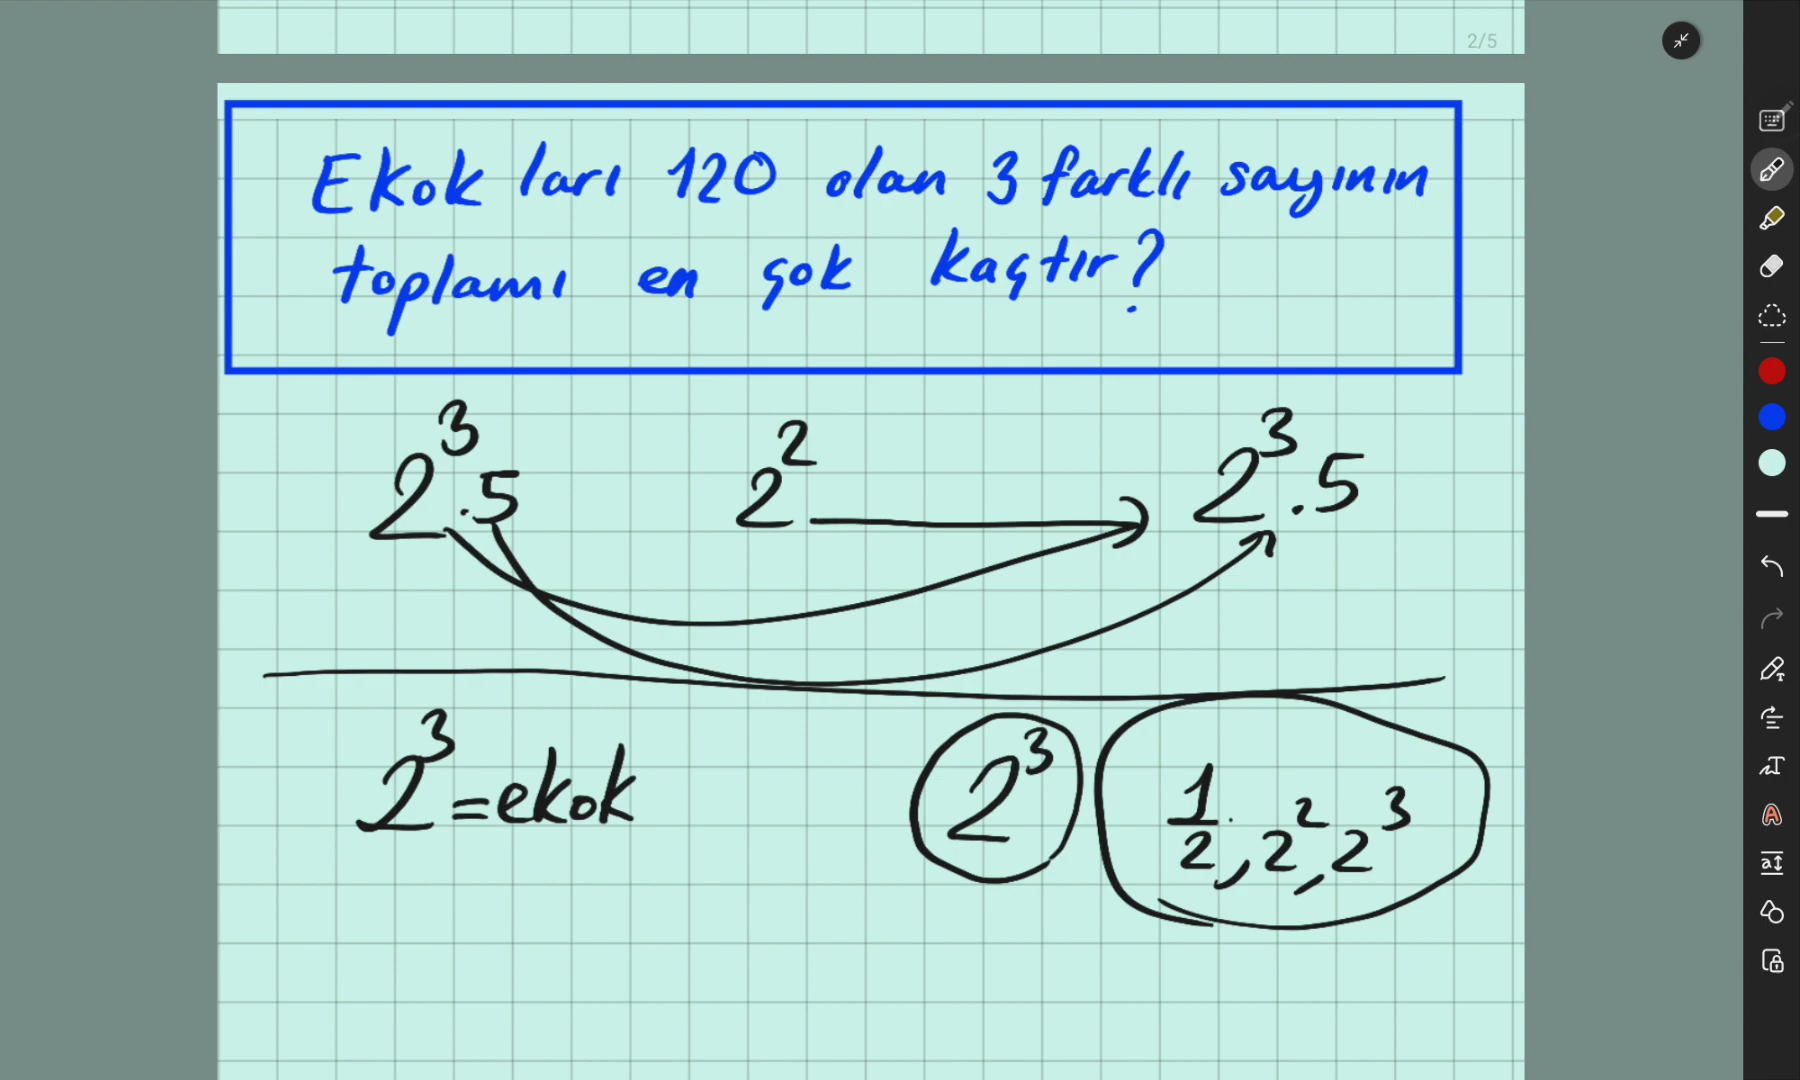 2/5
Ekok ları 120 olan 3 farklı sayının
toplamı en çok kaçtır?
2³.5 2² 2³.5
2³=ekok 2³ 1
2, 2², 2³